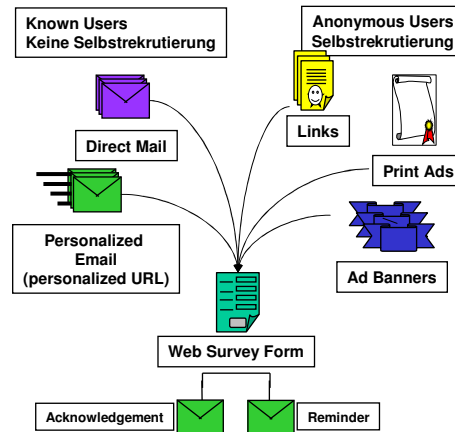 Known Users
Keine Selbstrekrutierung
Anonymous Users
Selbstrekrutierung
Direct Mail
Links
Print Ads
Personalized
Email
(personalized URL)
Ad Banners
Web Survey Form
Acknowledgement
Reminder